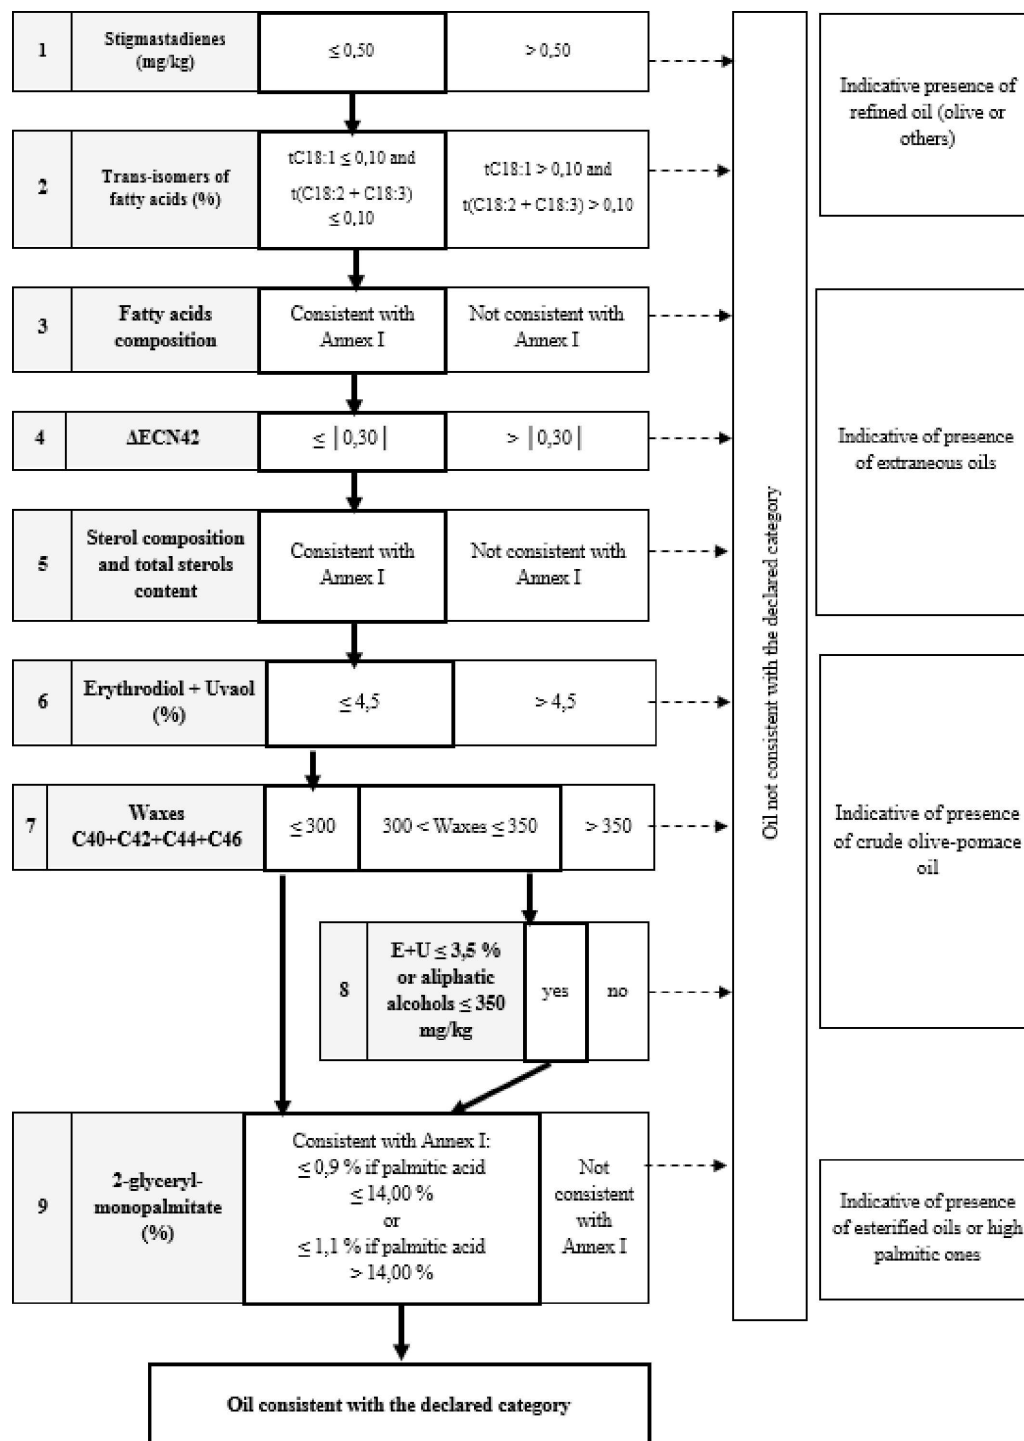 1
Stigmastadienes
(mg/kg)
≤ 0,50
> 0,50
Indicative presence of
refined oil (olive or
others)
2
Trans-isomers of
fatty acids (%)
tC18:1 ≤ 0,10 and
t(C18:2 + C18:3)
≤ 0,10
tC18:1 > 0,10 and
t(C18:2 + C18:3) > 0,10
3
Fatty acids
composition
Consistent with
Annex I
Not consistent with
Annex I
4
ΔECN42
≤ | 0,30 |
> | 0,30 |
Indicative of presence
of extraneous oils
5
Sterol composition
and total sterols
content
Consistent with
Annex I
Not consistent with
Annex I
Oil not consistent with the declared category
6
Erythrodiol + Uvaol
(%)
≤ 4,5
> 4,5
7
Waxes
C40+C42+C44+C46
≤ 300
300 < Waxes ≤ 350
> 350
Indicative of presence
of crude olive-pomace
oil
8
E+U ≤ 3,5 %
or aliphatic
alcohols ≤ 350
mg/kg
yes
no
9
2-glyceryl-
monopalmitate
(%)
Consistent with Annex I:
≤ 0,9 % if palmitic acid
≤ 14,00 %
or
≤ 1,1 % if palmitic acid
> 14,00 %
Not
consistent
with
Annex I
Indicative of presence
of esterified oils or high
palmitic ones
Oil consistent with the declared category